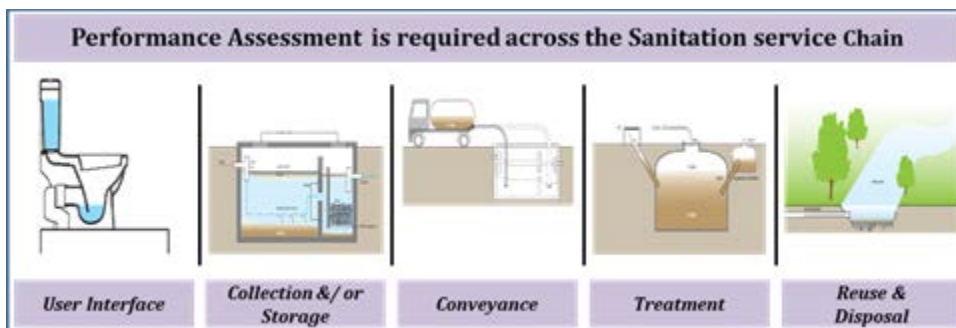 Performance Assessment is required across the Sanitation service Chain
User Interface
Collection &/ or
Storage
Conveyance
Treatment
Reuse &
Disposal